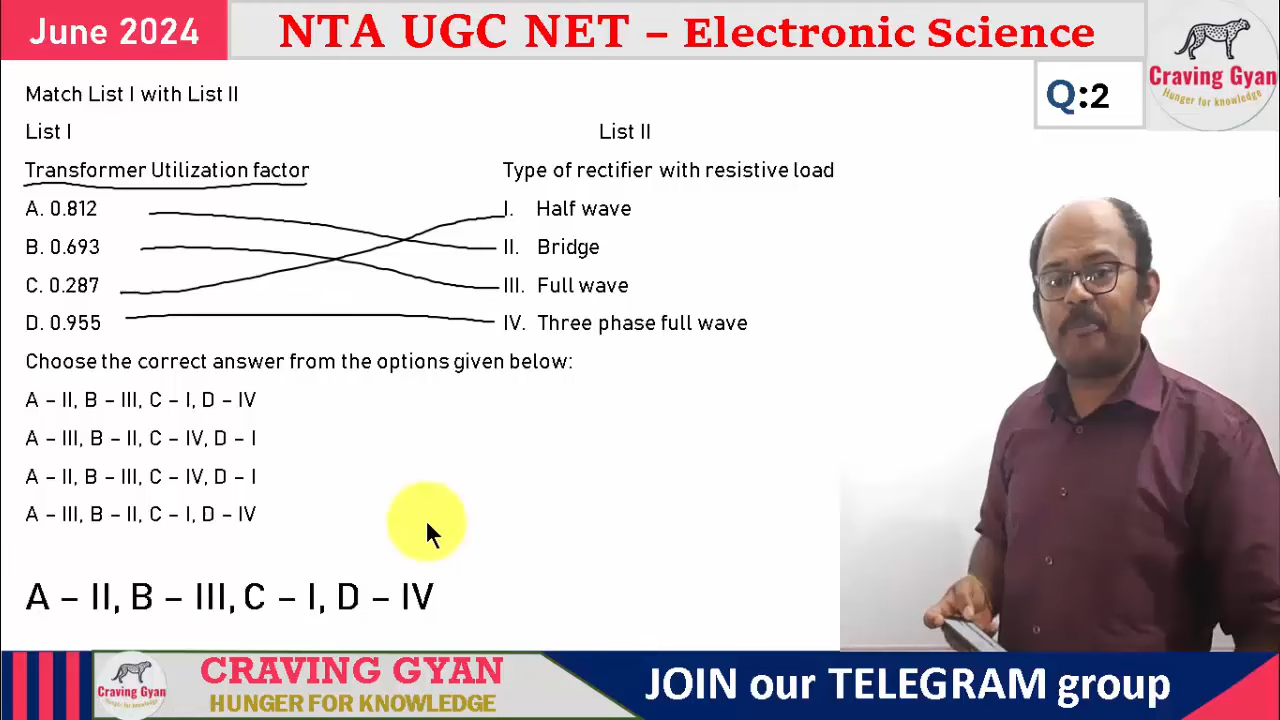 June 2024
NTA UGC NET – Electronic Science
Craving Gyan
Hunger for knowledge
Q:2
Match List I with List II
List I List II
Transformer Utilization factor Type of rectifier with resistive load
A. 0.812 I. Half wave
B. 0.693 II. Bridge
C. 0.287 III. Full wave
D. 0.955 IV. Three phase full wave
Choose the correct answer from the options given below:
A – II, B – III, C – I, D – IV
A – III, B – II, C – IV, D – I
A – II, B – III, C – IV, D – I
A – III, B – II, C – I, D – IV
A – II, B – III, C – I, D – IV
Craving Gyan
Hunger for knowledge
CRAVING GYAN
HUNGER FOR KNOWLEDGE
JOIN our TELEGRAM group